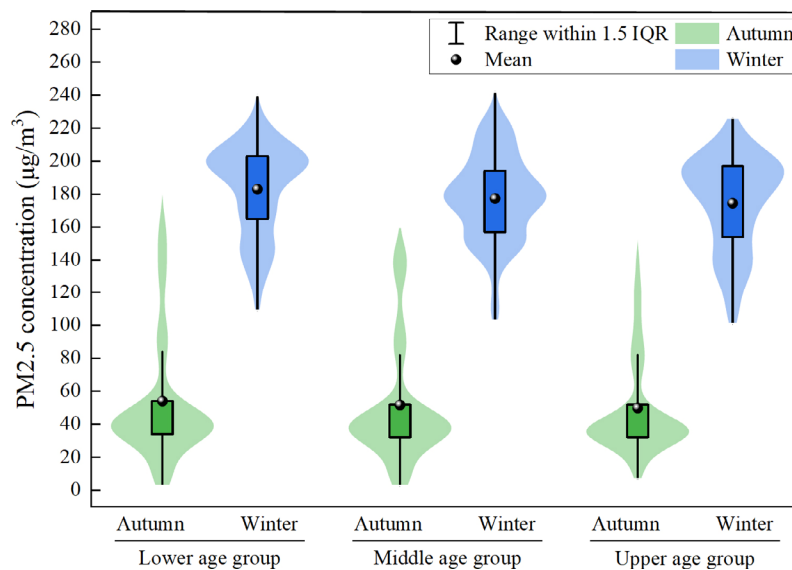 280
260
240
220
200
180
160
140
120
100
80
60
40
20
0
PM2.5 concentration (μg/m³)
Range within 1.5 IQR
Mean
Autumn
Winter
Autumn Winter Autumn Winter Autumn Winter
Lower age group Middle age group Upper age group